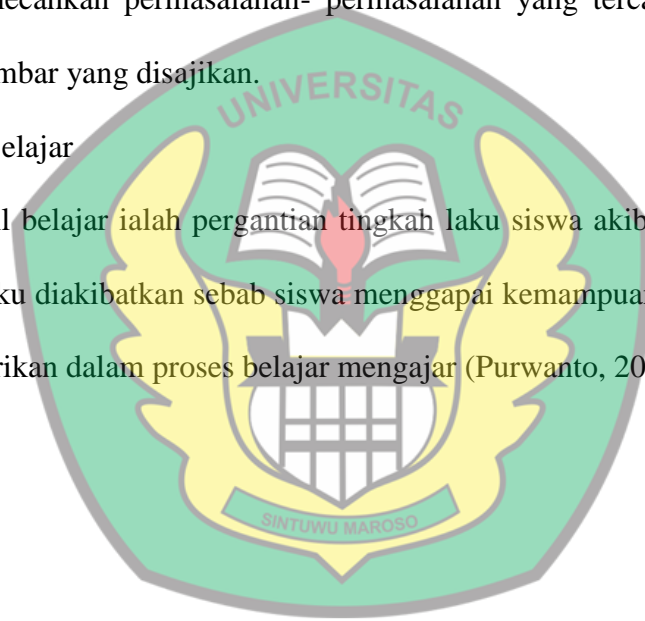 ecahkan permasalahan- permasalahan yang terca
mbar yang disajikan.
UNIVERSITAS
elajar
l belajar ialah pergantian tingkah laku siswa akib
ku diakibatkan sebab siswa menggapai kemampuan
rikan dalam proses belajar mengajar (Purwanto, 20
SINTUWU MAROSO